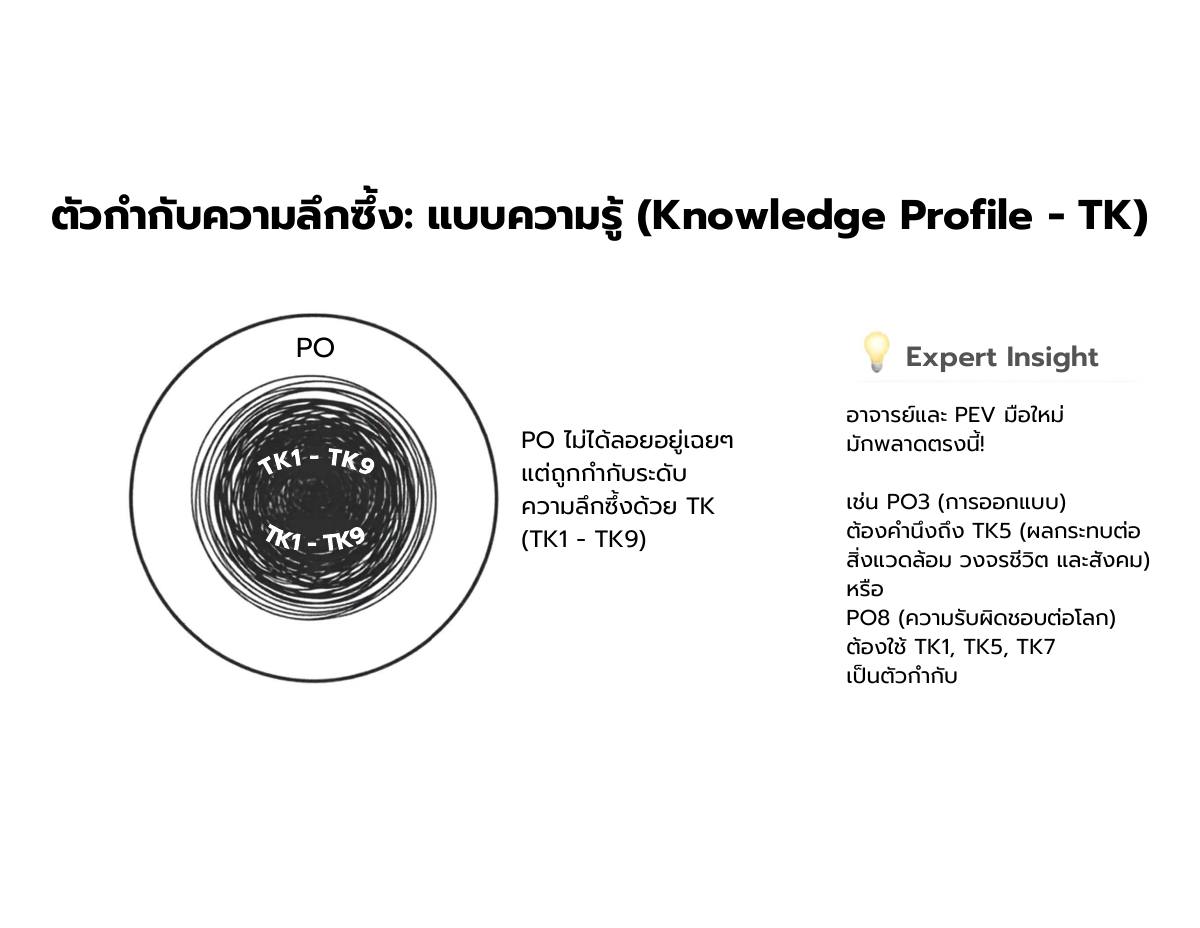 ตัวกำกับความลึกซึ้ง: แบบความรู้ (Knowledge Profile - TK)
PO
TK1 - TK9
TK1 - TK9
PO ไม่ได้ลอยอยู่เฉยๆ
แต่ถูกกำกับระดับ
ความลึกซึ้งด้วย TK
(TK1 - TK9)
Expert Insight
อาจารย์และ PEV มือใหม่
มักพลาดตรงนี้!
เช่น PO3 (การออกแบบ)
ต้องคำนึงถึง TK5 (ผลกระทบต่อ
สิ่งแวดล้อม วงจรชีวิต และสังคม)
หรือ
PO8 (ความรับผิดชอบต่อโลก)
ต้องใช้ TK1, TK5, TK7
เป็นตัวกำกับ